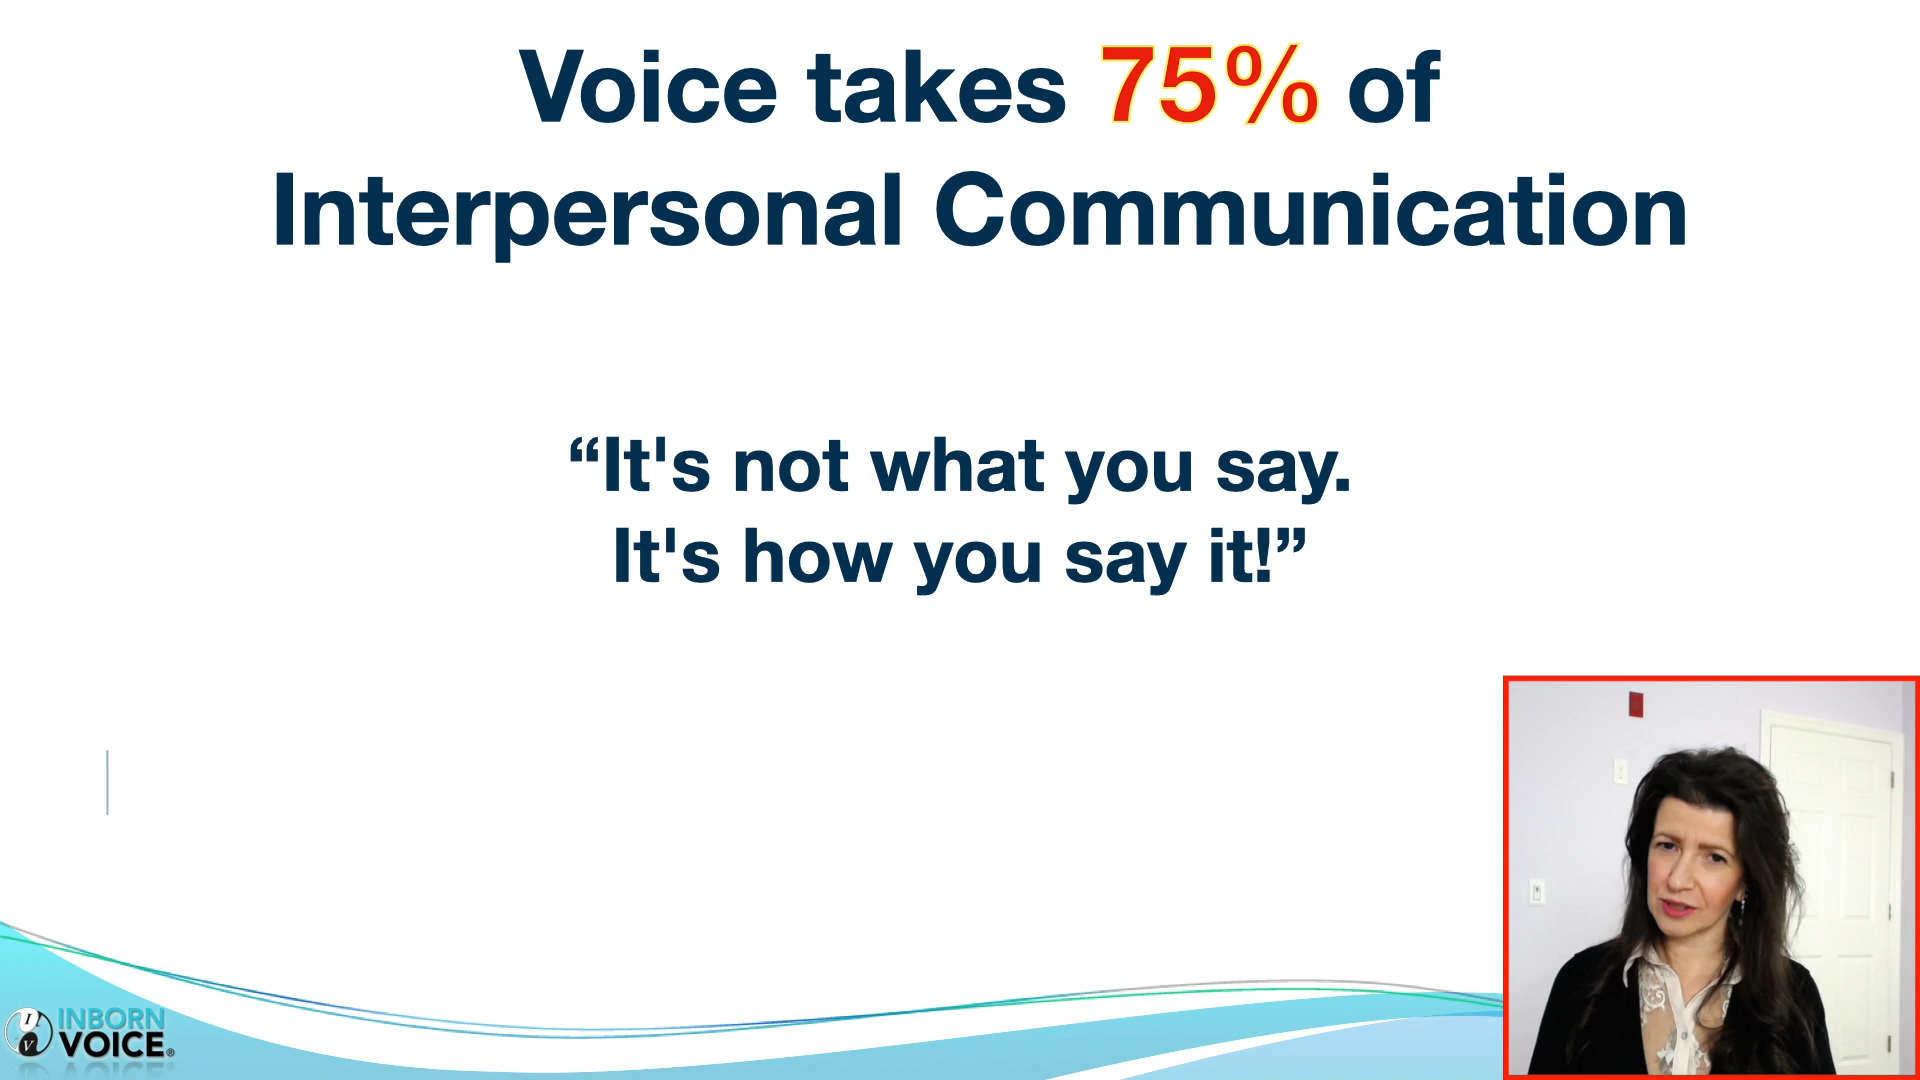 Voice takes 75% of
Interpersonal Communication
“It's not what you say.
It's how you say it!”
I
V
INBORN
VOICE®